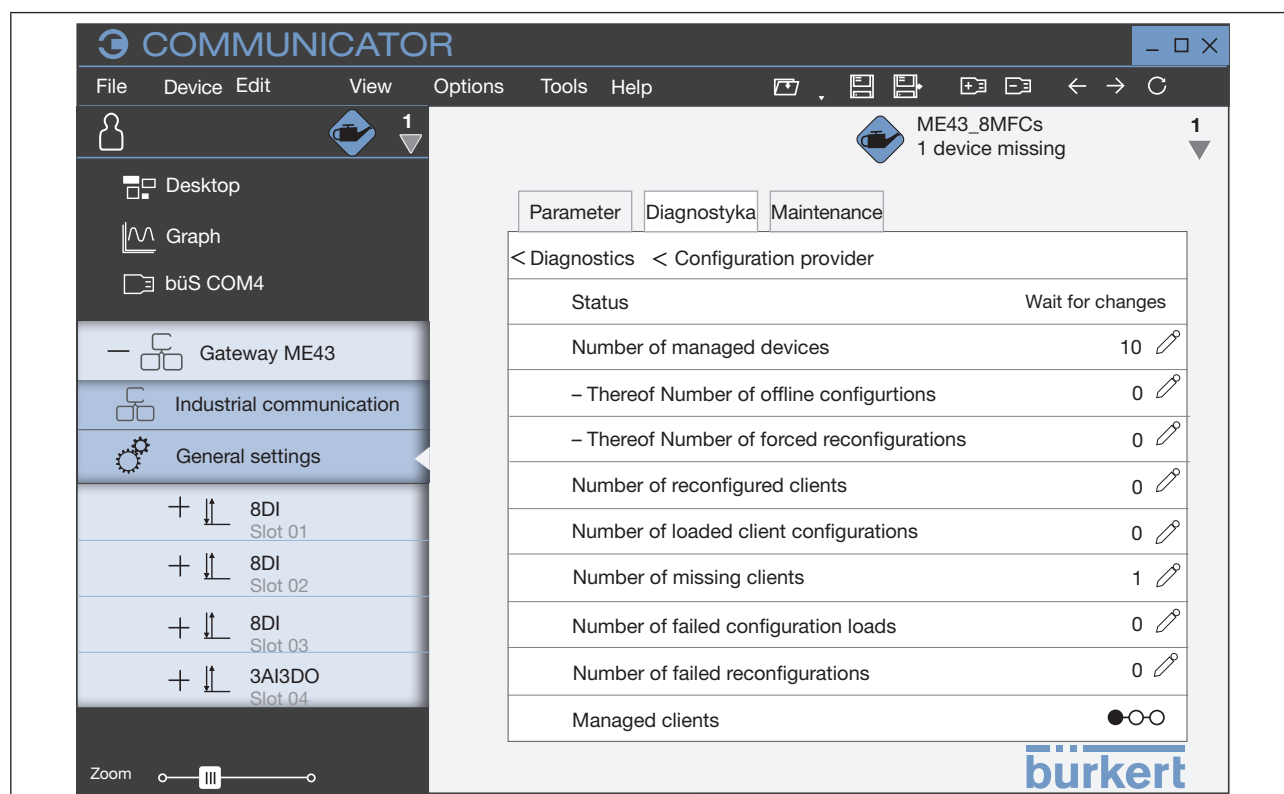 COMMUNICATOR
File Device Edit View Options Tools Help
1
ME43_8MFCs
1 device missing
1
Desktop
Graph
büS COM4
Gateway ME43
Industrial communication
General settings
8DI
Slot 01
8DI
Slot 02
8DI
Slot 03
3AI3DO
Slot 04
Zoom
Parameter Diagnostyka Maintenance
< Diagnostics < Configuration provider
Status Wait for changes
Number of managed devices 10
– Thereof Number of offline configurtions 0
– Thereof Number of forced reconfigurations 0
Number of reconfigured clients 0
Number of loaded client configurations 0
Number of missing clients 1
Number of failed configuration loads 0
Number of failed reconfigurations 0
Managed clients
bürkert